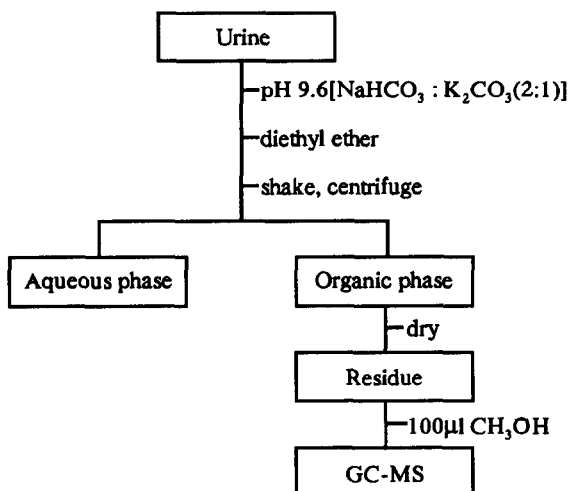 Urine
pH 9.6[NaHCO₃ : K₂CO₃(2:1)]
diethyl ether
shake, centrifuge
Aqueous phase
Organic phase
dry
Residue
100μl CH₃OH
GC-MS